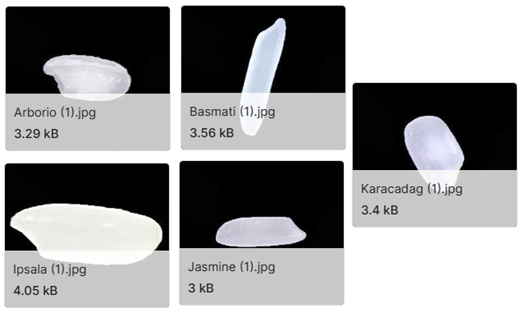 Arborio (1).jpg
3.29 kB
Basmati (1).jpg
3.56 kB
Karacadag (1).jpg
3.4 kB
Ipsala (1).jpg
4.05 kB
Jasmine (1).jpg
3 kB